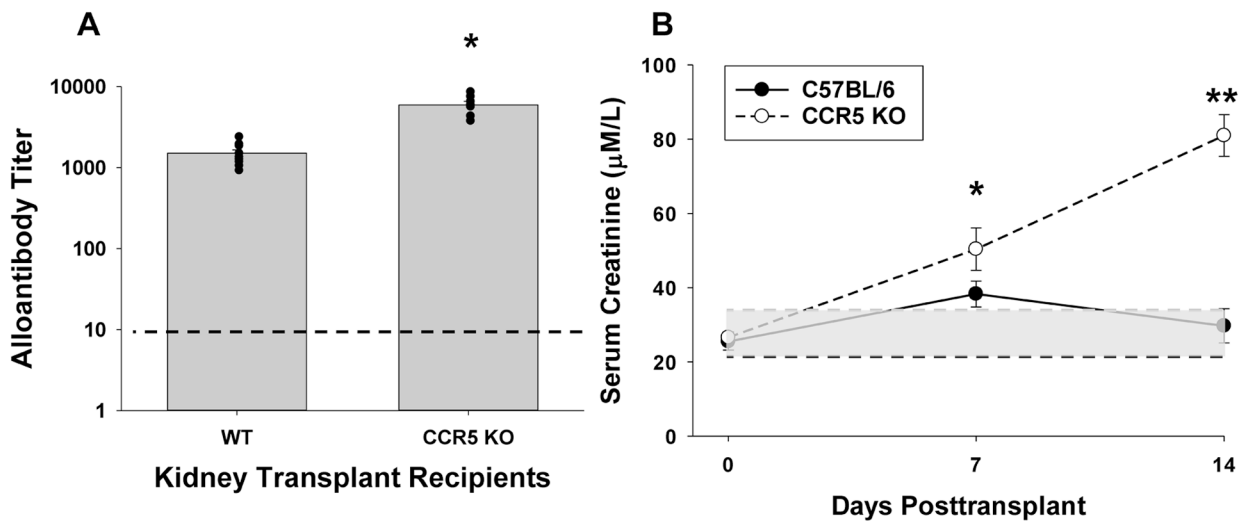 A
*
10000
1000
100
10
1
Alloantibody Titer
WT
CCR5 KO
Kidney Transplant Recipients
B
100
80
60
40
20
0
Serum Creatinine (μM/L)
C57BL/6
CCR5 KO
*
**
0
7
14
Days Posttransplant